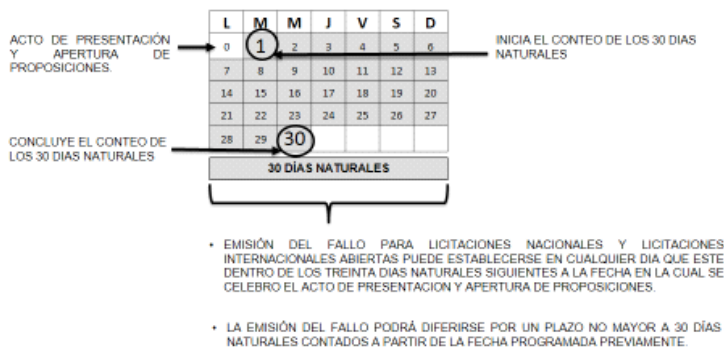 L M M J V S D
ACTO DE PRESENTACIÓN
Y APERTURA DE
PROPOSICIONES.
0 1 2 3 4 5 6
INICIA EL CONTEO DE LOS 30 DIAS
NATURALES
7 8 9 10 11 12 13
14 15 16 17 18 19 20
21 22 23 24 25 26 27
CONCLUYE EL CONTEO DE
LOS 30 DIAS NATURALES
28 29 30
30 DÍAS NATURALES
• EMISIÓN DEL FALLO PARA LICITACIONES NACIONALES Y LICITACIONES
INTERNACIONALES ABIERTAS PUEDE ESTABLECERSE EN CUALQUIER DIA QUE ESTE
DENTRO DE LOS TREINTA DIAS NATURALES SIGUIENTES A LA FECHA EN LA CUAL SE
CELEBRO EL ACTO DE PRESENTACION Y APERTURA DE PROPOSICIONES.
• LA EMISIÓN DEL FALLO PODRÁ DIFERIRSE POR UN PLAZO NO MAYOR A 30 DÍAS
NATURALES CONTADOS A PARTIR DE LA FECHA PROGRAMADA PREVIAMENTE.